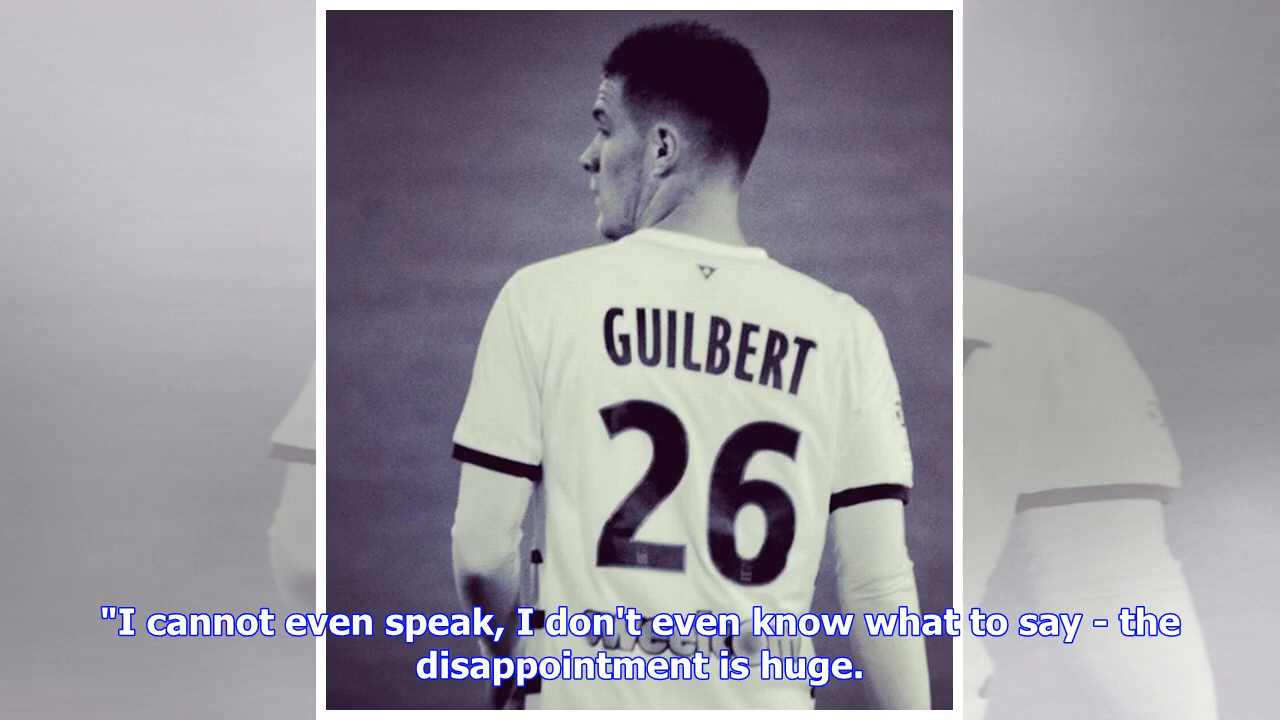 GUILBERT
26
"I cannot even speak, I don't even know what to say - the
disappointment is huge.